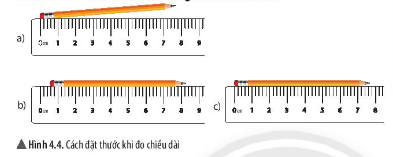 a)
0cm 1 2 3 4 5 6 7 8 9
b) 0cm 1 2 3 4 5 6 7 8 9
c) 0cm 1 2 3 4 5 6 7 8
▲ Hình 4.4. Cách đặt thước khi đo chiều dài